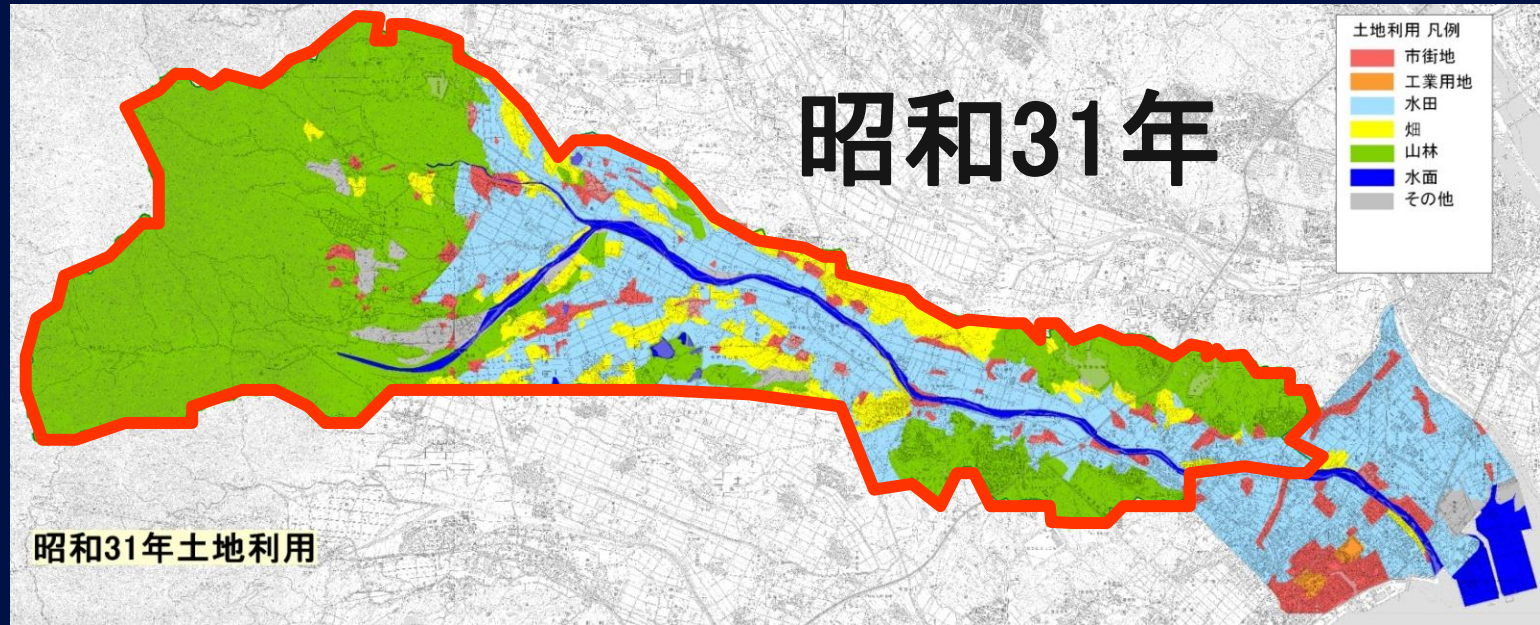 昭和31年
土地利用 凡例
市街地
工業用地
水田
畑
山林
水面
その他
昭和31年土地利用